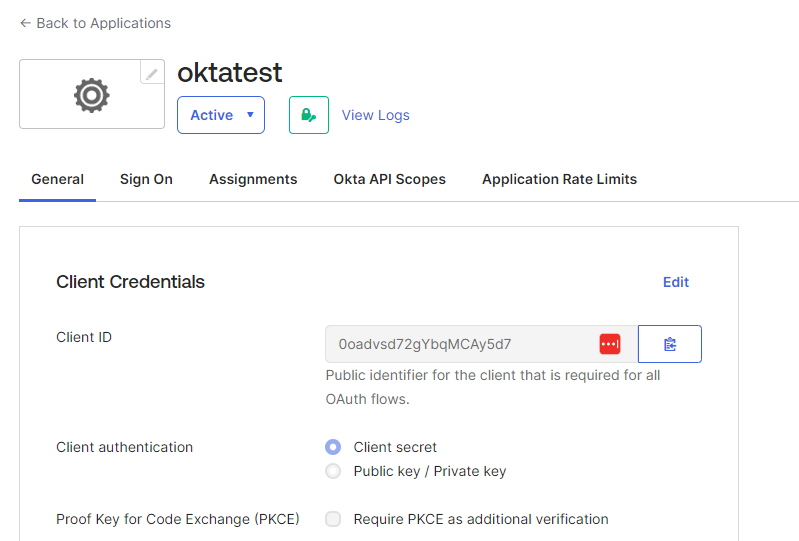 ← Back to Applications
oktatest
Active ▼
View Logs
General Sign On Assignments Okta API Scopes Application Rate Limits
Client Credentials
Edit
Client ID
0oadvsd72gYbqMCAy5d7
Public identifier for the client that is required for all
OAuth flows.
Client authentication
Client secret
Public key / Private key
Proof Key for Code Exchange (PKCE)
Require PKCE as additional verification